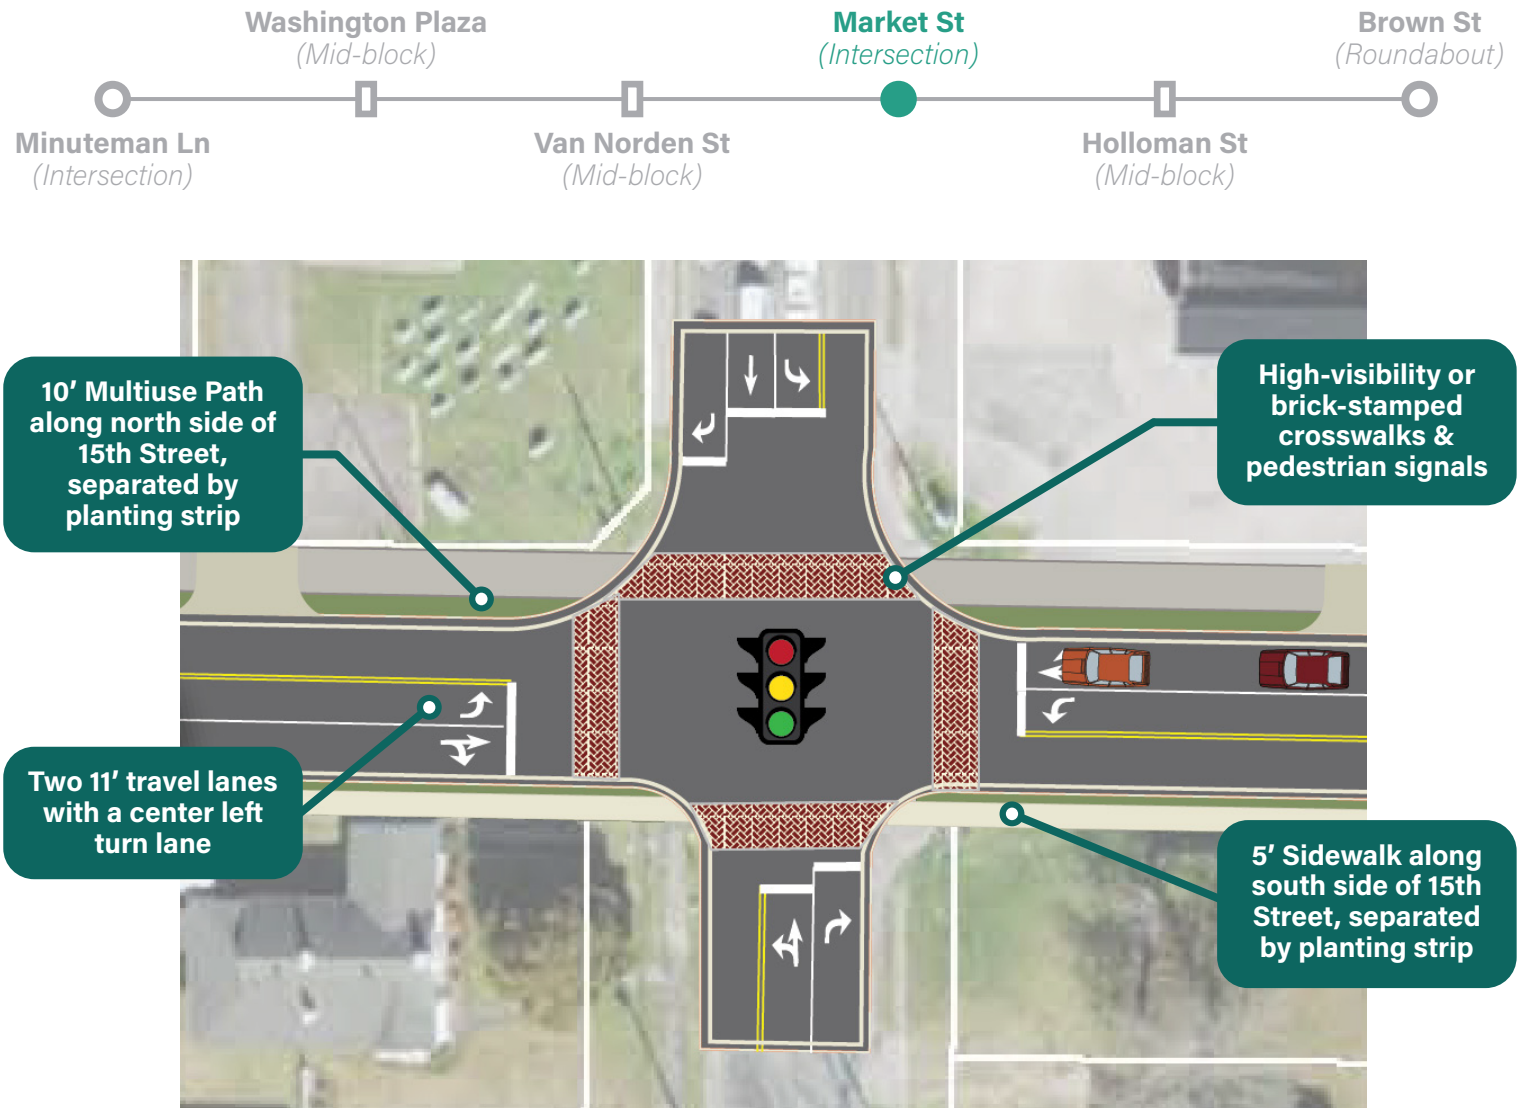 Washington Plaza
(Mid-block)
Market St
(Intersection)
Brown St
(Roundabout)
Minuteman Ln
(Intersection)
Van Norden St
(Mid-block)
Holloman St
(Mid-block)
10′ Multiuse Path
along north side of
15th Street,
separated by
planting strip
High-visibility or
brick-stamped
crosswalks &
pedestrian signals
Two 11′ travel lanes
with a center left
turn lane
5′ Sidewalk along
south side of 15th
Street, separated
by planting strip